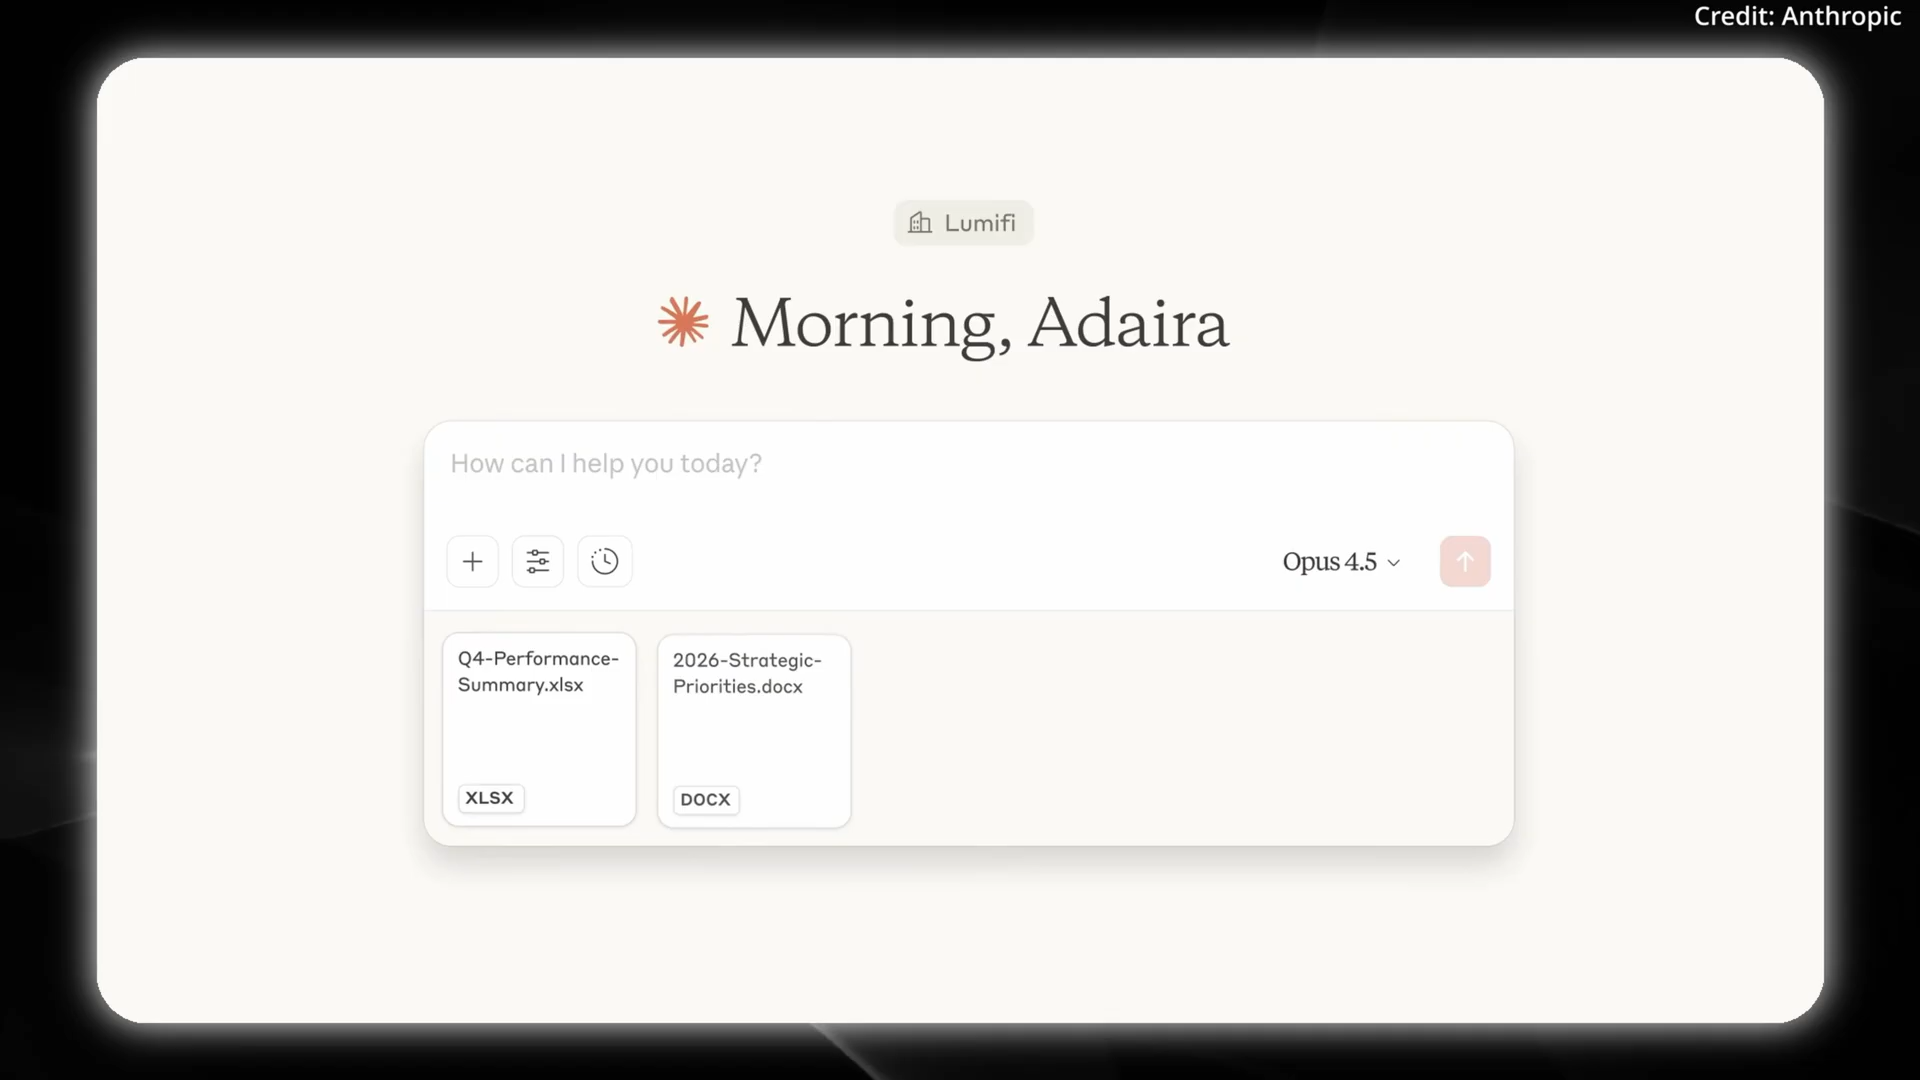 Credit: Anthropic
Lumifi
Morning, Adaira
How can I help you today?
Opus 4.5
Q4-Performance-
Summary.xlsx
XLSX
2026-Strategic-
Priorities.docx
DOCX